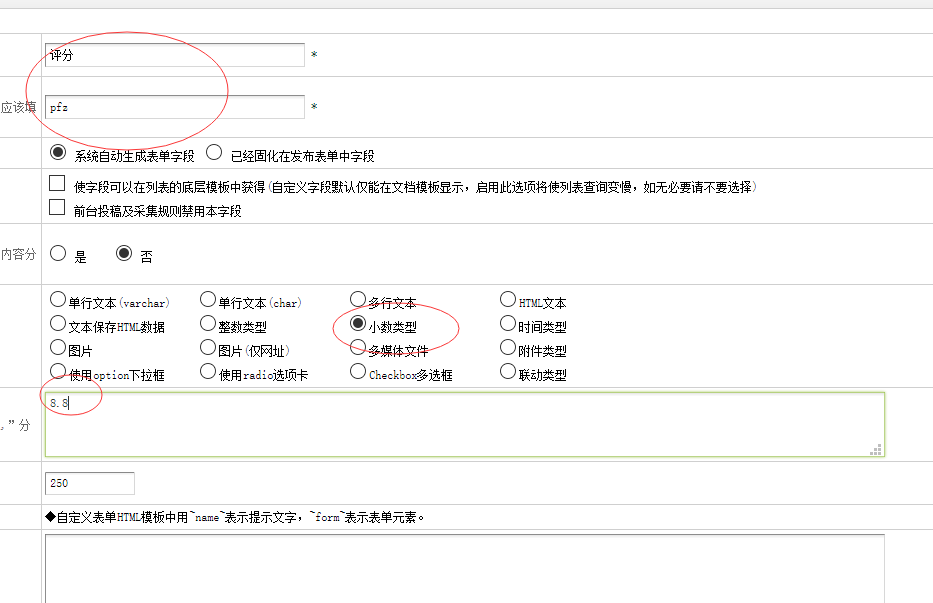 评分 *
应该填 pfz *
系统自动生成表单字段 已经固化在发布表单中字段
使字段可以在列表的底层模板中获得(自定义字段默认仅能在文档模板显示，启用此选项将使列表查询变慢，如无必要请不要选择)
前台投稿及采集规则禁用本字段
内容分 是 否
单行文本(varchar) 单行文本(char) 多行文本 HTML文本
文本保存HTML数据 整数类型 小数类型 时间类型
图片 图片(仅网址) 多媒体文件 附件类型
使用option下拉框 使用radio选项卡 Checkbox多选框 联动类型
8.8
,”分
250
◆自定义表单HTML模板中用~name~表示提示文字，~form~表示表单元素。